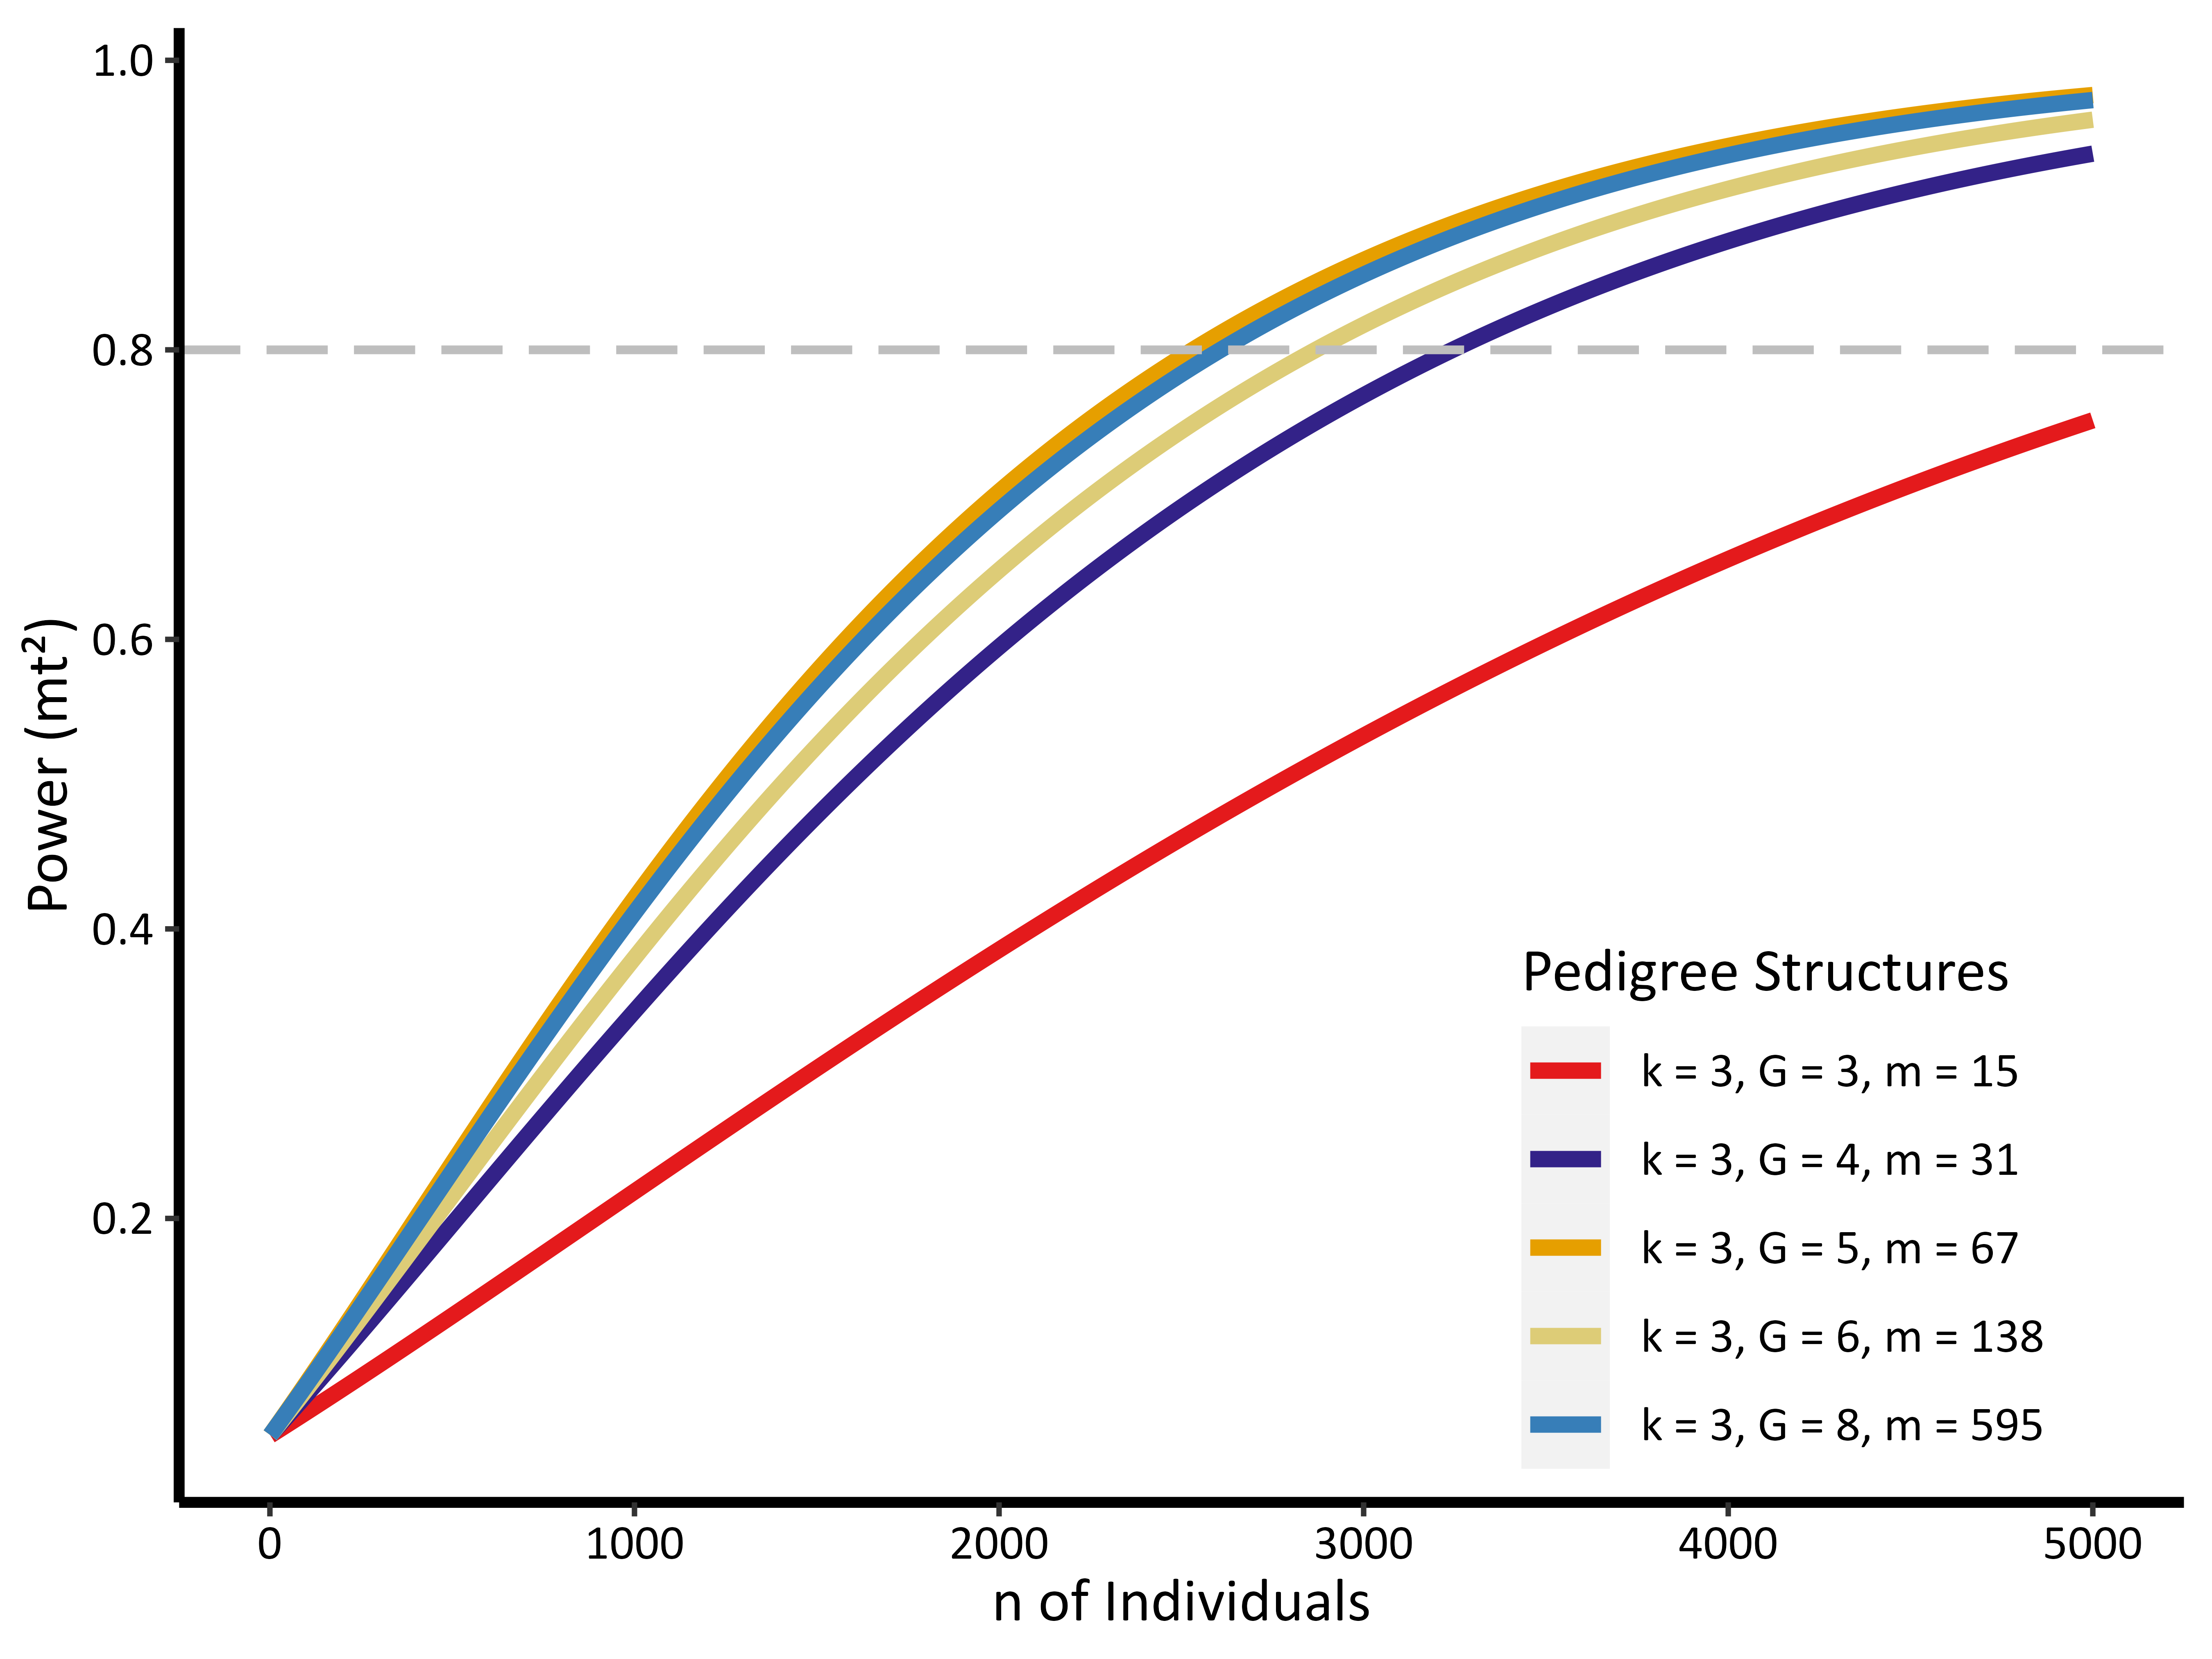 1.0
0.8
0.6
0.4
0.2
Power (mt²)
0 1000 2000 3000 4000 5000
n of Individuals
Pedigree Structures
k = 3, G = 3, m = 15
k = 3, G = 4, m = 31
k = 3, G = 5, m = 67
k = 3, G = 6, m = 138
k = 3, G = 8, m = 595